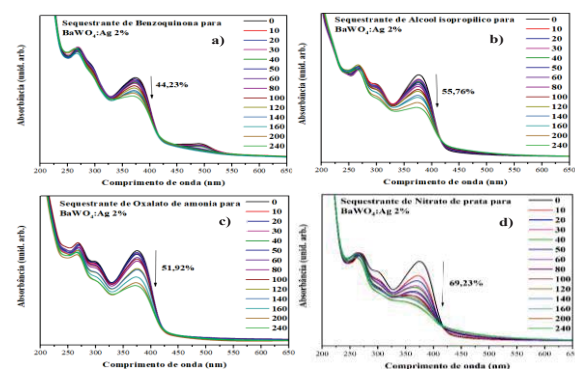 Sequestrante de Benzoquinona para
BaWO4:Ag 2%
a)
44,23%
0
10
20
30
40
50
60
80
100
120
140
160
200
240
Absorbância (unid. arb.)
200 250 300 350 400 450 500 550 600 650
Comprimento de onda (nm)
Sequestrante de Alcool isopropilico para
BaWO4:Ag 2%
b)
55,76%
0
10
20
30
40
50
60
80
100
120
140
160
200
240
Absorbância (unid. arb.)
200 250 300 350 400 450 500 550 600 650
Comprimento de onda (nm)
Sequestrante de Oxalato de amonia para
BaWO4:Ag 2%
c)
51,92%
0
10
20
30
40
50
60
80
100
120
140
160
200
240
Absorbância (unid. arb.)
200 250 300 350 400 450 500 550 600 650
Comprimento de onda (nm)
Sequestrante de Nitrato de prata para
BaWO4:Ag 2%
d)
69,23%
0
10
20
30
40
60
60
80
100
120
140
160
200
240
Absorbância (unid. arb.)
200 250 300 350 400 450 500 550 600 650
Comprimento de onda (nm)